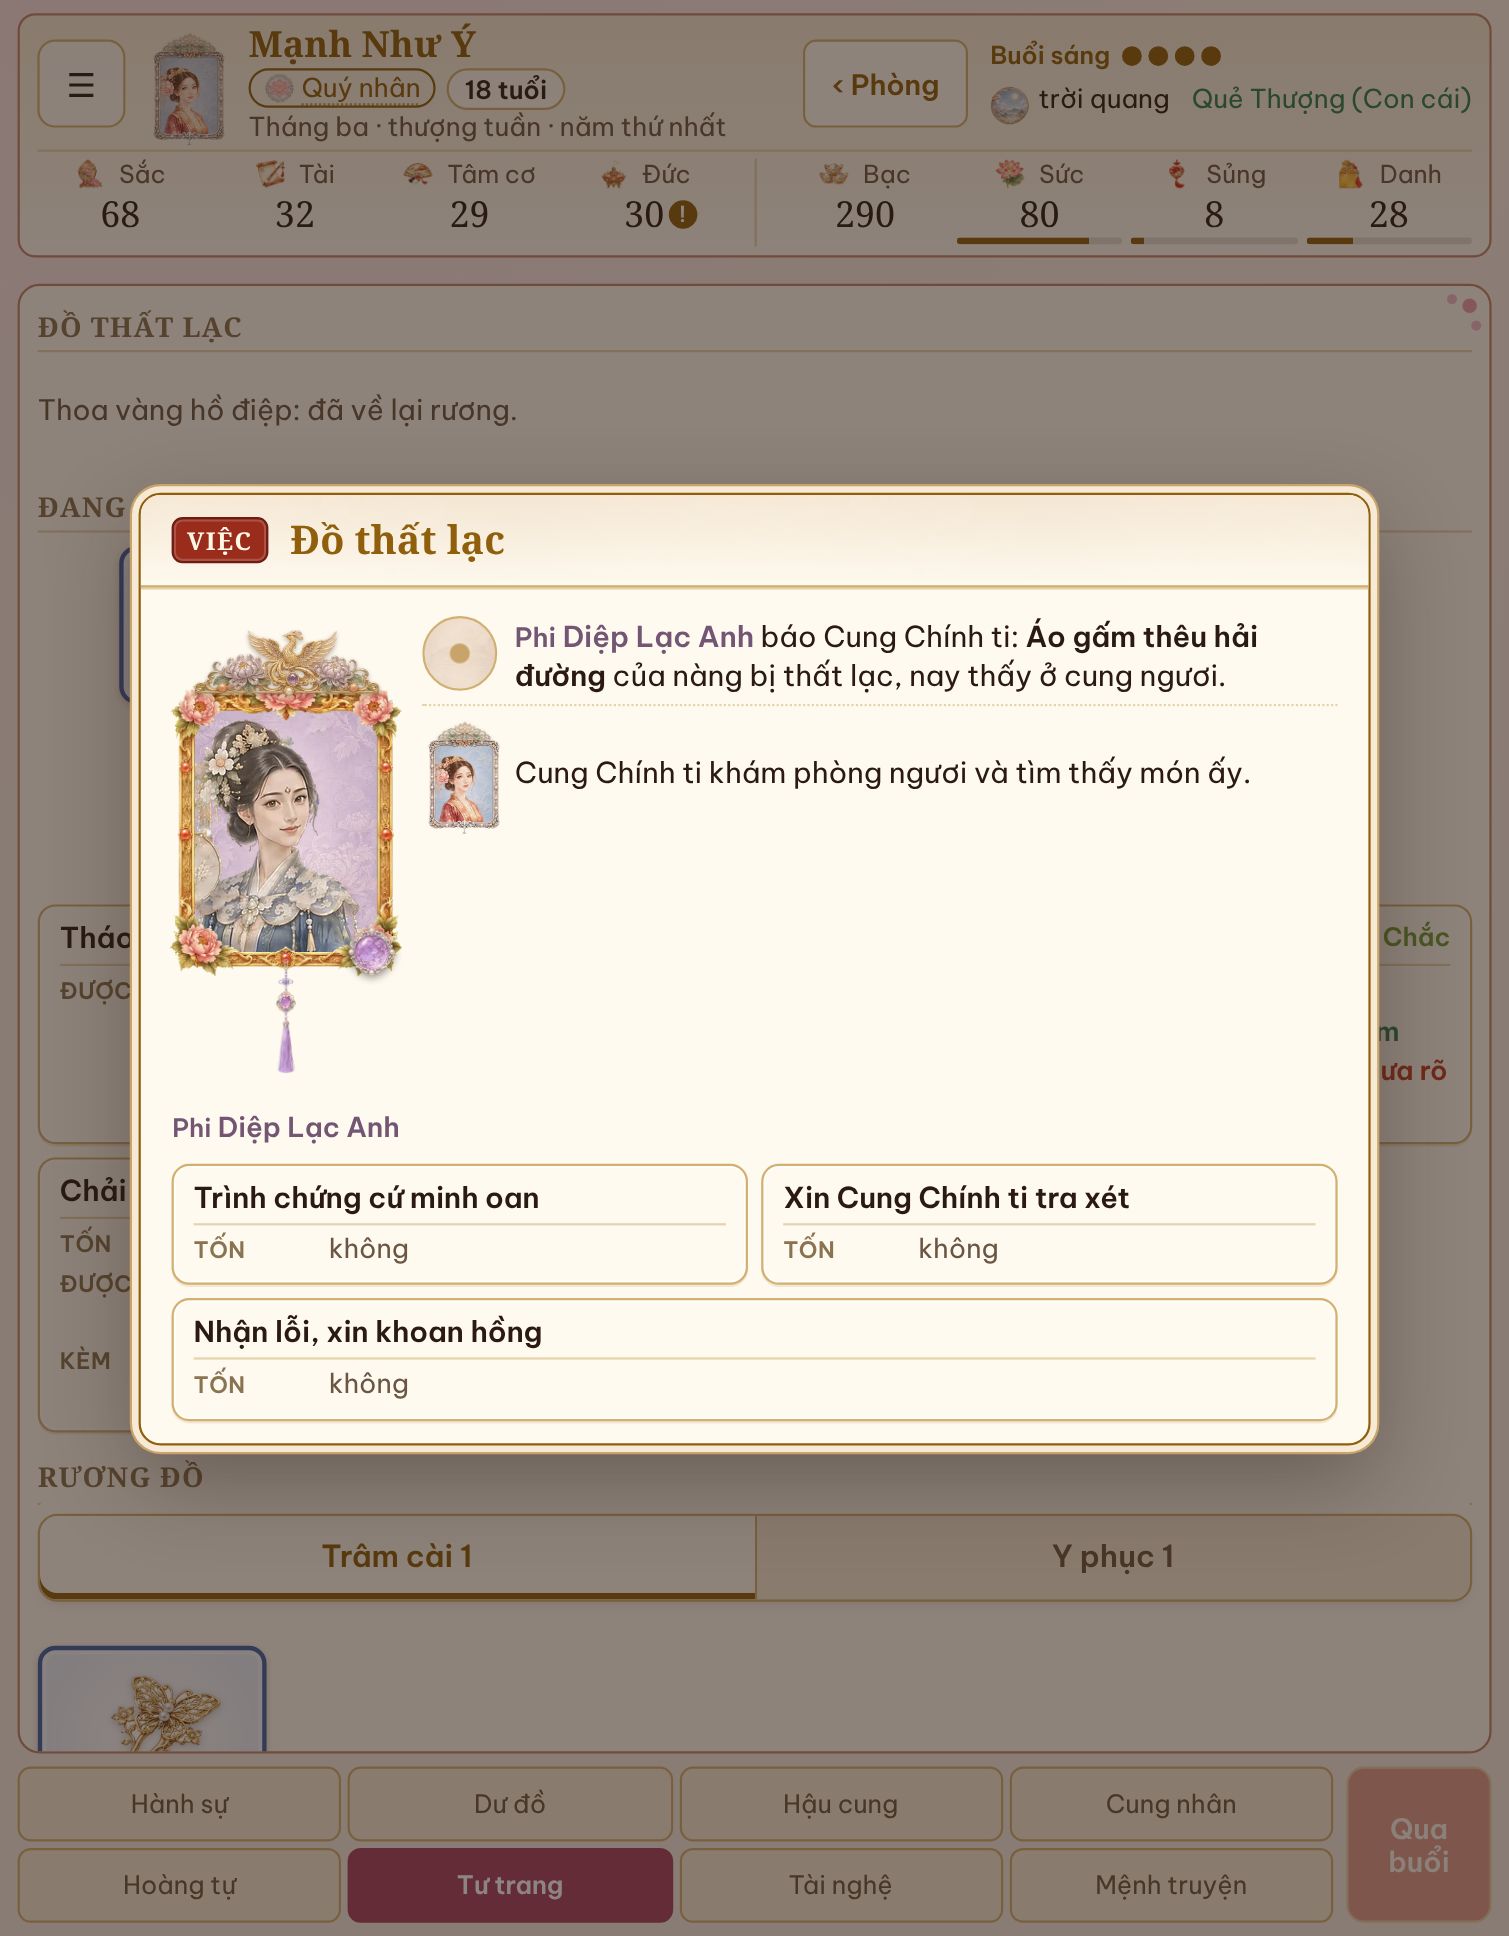 ☰
Mạnh Như Ý
Quý nhân
18 tuổi
Tháng ba · thượng tuần · năm thứ nhất
‹ Phòng
Buổi sáng
trời quang
Quẻ Thượng (Con cái)
Sắc
68
Tài
32
Tâm cơ
29
Đức
30 !
Bạc
290
Sức
80
Sủng
8
Danh
28
ĐỒ THẤT LẠC
Thoa vàng hồ điệp: đã về lại rương.
ĐANG
VIỆC
Đồ thất lạc
Phi Diệp Lạc Anh báo Cung Chính ti: Áo gấm thêu hải
đường của nàng bị thất lạc, nay thấy ở cung ngươi.
Cung Chính ti khám phòng ngươi và tìm thấy món ấy.
Phi Diệp Lạc Anh
Trình chứng cứ minh oan
TỐN không
Xin Cung Chính ti tra xét
TỐN không
Nhận lỗi, xin khoan hồng
TỐN không
Tháo
Chắc
ĐƯỢC
rõ
Chải
TỐN
ĐƯỢC
KÈM
RƯƠNG ĐỒ
Trâm cài 1
Y phục 1
Hành sự
Dư đồ
Hậu cung
Cung nhân
Hoàng tự
Tư trang
Tài nghệ
Mệnh truyện
Qua
buổi